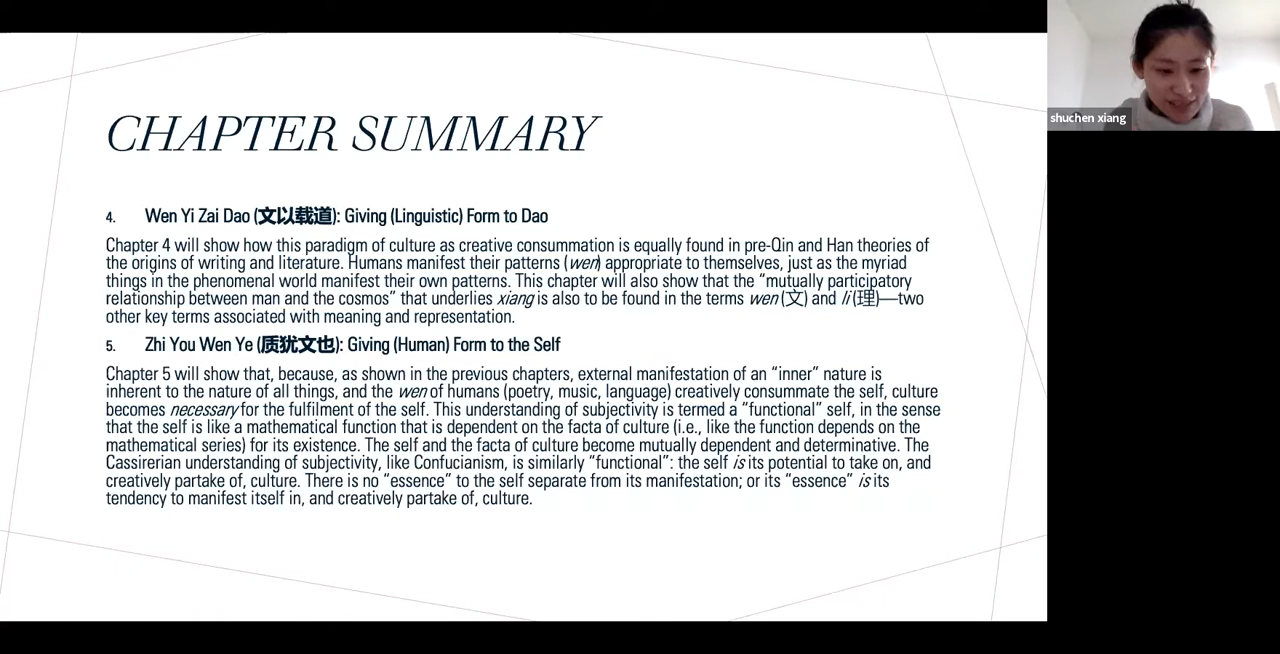 CHAPTER SUMMARY
4. Wen Yi Zai Dao (文以载道): Giving (Linguistic) Form to Dao
Chapter 4 will show how this paradigm of culture as creative consummation is equally found in pre-Qin and Han theories of
the origins of writing and literature. Humans manifest their patterns (wen) appropriate to themselves, just as the myriad
things in the phenomenal world manifest their own patterns. This chapter will also show that the “mutually participatory
relationship between man and the cosmos” that underlies xiang is also to be found in the terms wen (文) and li (理)—two
other key terms associated with meaning and representation.
5. Zhi You Wen Ye (质犹文也): Giving (Human) Form to the Self
Chapter 5 will show that, because, as shown in the previous chapters, external manifestation of an “inner” nature is
inherent to the nature of all things, and the wen of humans (poetry, music, language) creatively consummate the self, culture
becomes necessary for the fulfilment of the self. This understanding of subjectivity is termed a “functional” self, in the sense
that the self is like a mathematical function that is dependent on the facta of culture (i.e., like the function depends on the
mathematical series) for its existence. The self and the facta of culture become mutually dependent and determinative. The
Cassirerian understanding of subjectivity, like Confucianism, is similarly “functional”: the self is its potential to take on, and
creatively partake of, culture. There is no “essence” to the self separate from its manifestation; or its “essence” is its
tendency to manifest itself in, and creatively partake of, culture.
shuchen xiang